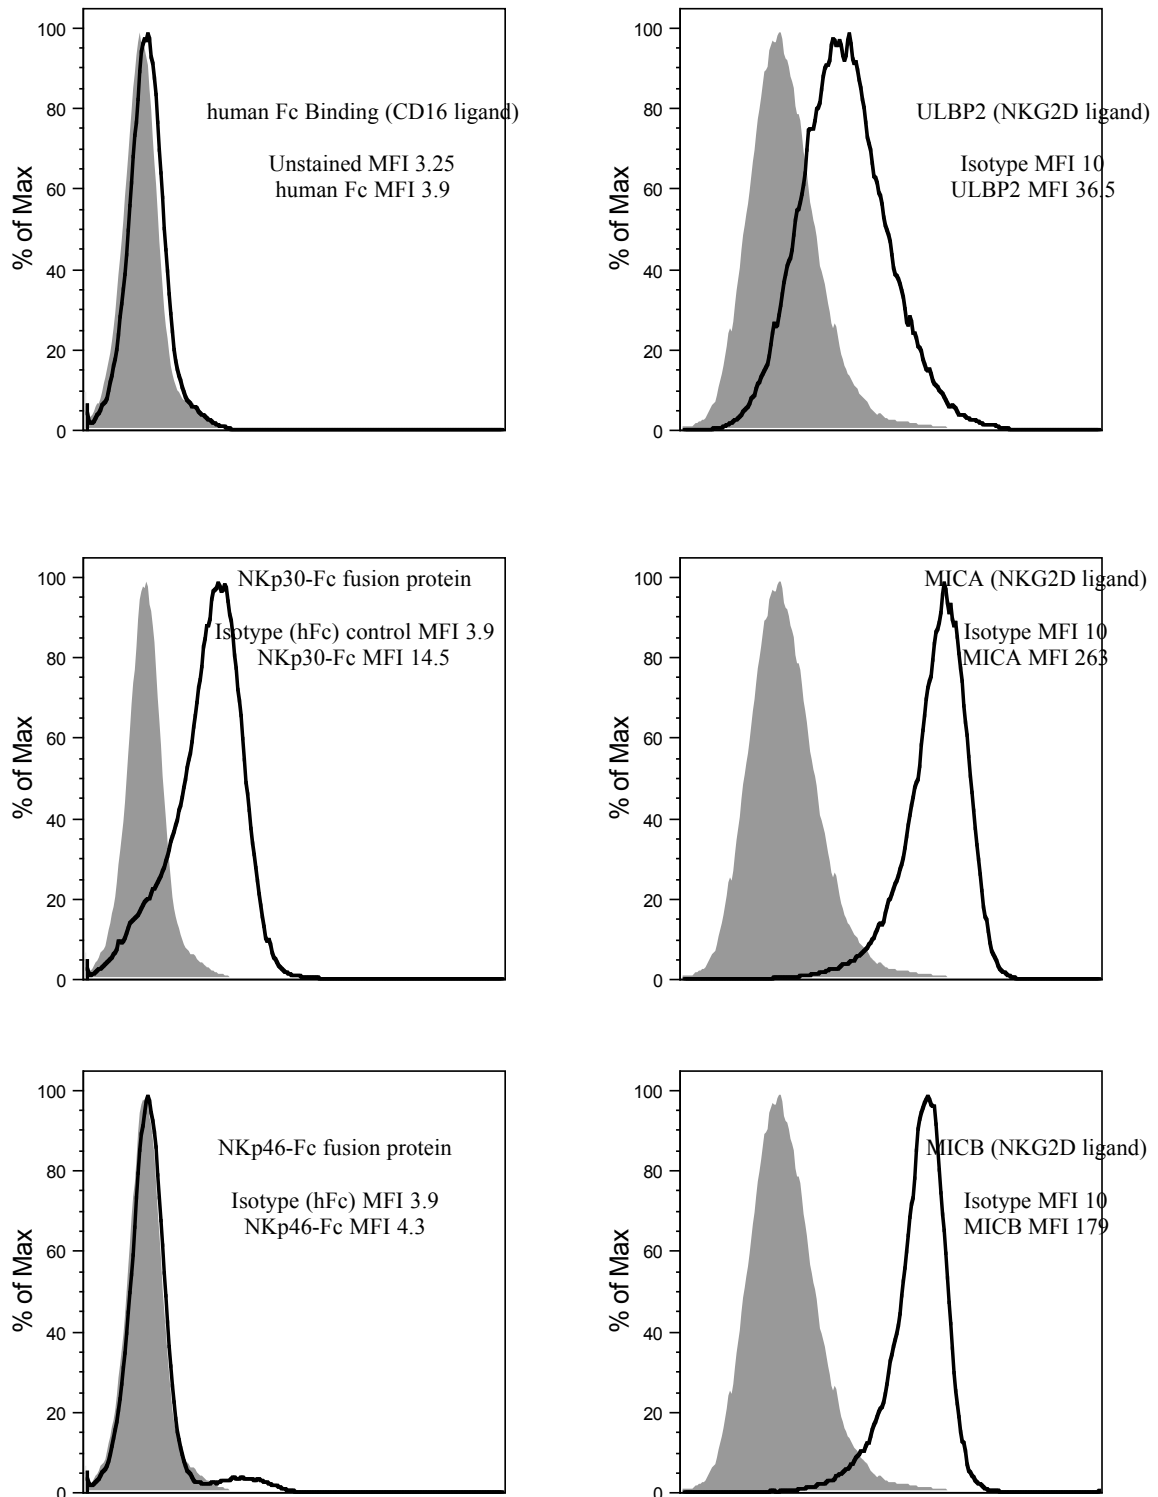 100
80
60
40
20
0
% of Max
human Fc Binding (CD16 ligand)
Unstained MFI 3.25
human Fc MFI 3.9
100
80
60
40
20
0
% of Max
ULBP2 (NKG2D ligand)
Isotype MFI 10
ULBP2 MFI 36.5
100
80
60
40
20
0
% of Max
NKp30-Fc fusion protein
Isotype (hFc) control MFI 3.9
NKp30-Fc MFI 14.5
100
80
60
40
20
0
% of Max
MICA (NKG2D ligand)
Isotype MFI 10
MICA MFI 263
100
80
60
40
20
0
% of Max
NKp46-Fc fusion protein
Isotype (hFc) MFI 3.9
NKp46-Fc MFI 4.3
100
80
60
40
20
0
% of Max
MICB (NKG2D ligand)
Isotype MFI 10
MICB MFI 179